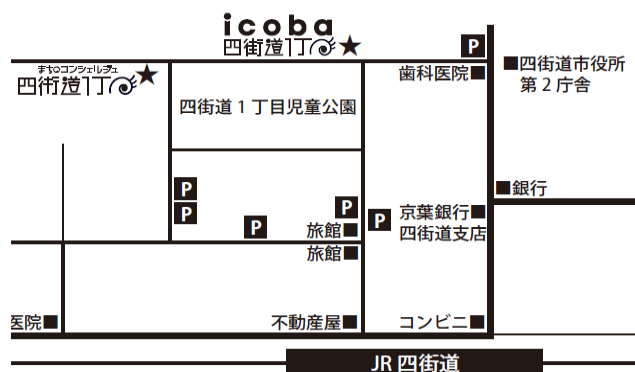 icoba
四街道1丁目
P
まちのコンシェルジュ
四街道1丁目
歯科医院■
■四街道市役所
第2庁舎
四街道1丁目児童公園
P
P
P
P
P
■銀行
京葉銀行■
四街道支店
旅館■
旅館■
医院■
不動産屋■
コンビニ■
JR 四街道